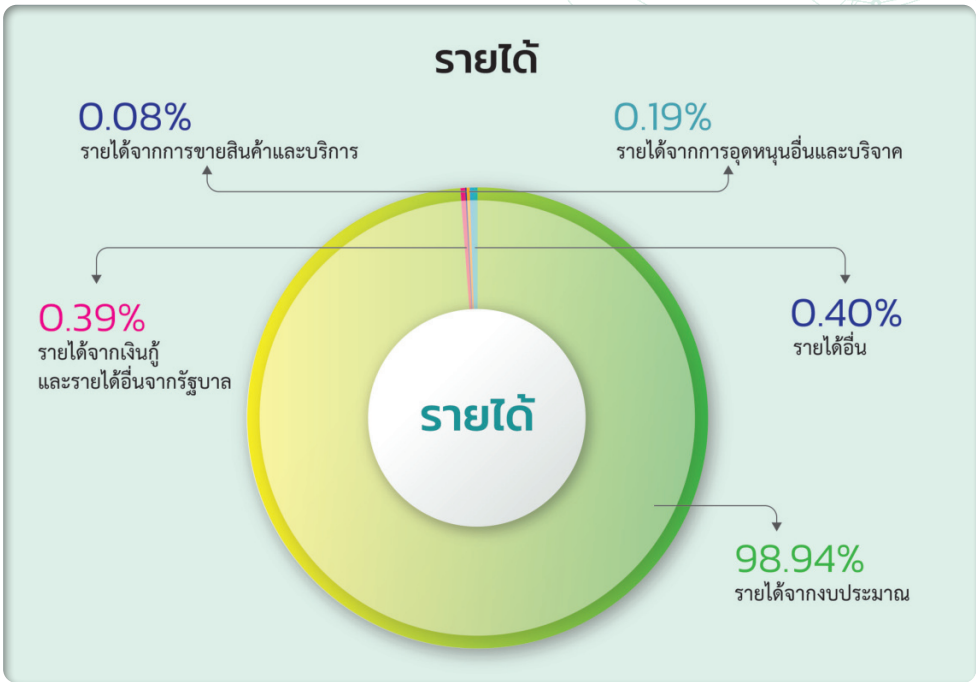 รายได้
0.08%
รายได้จากการขายสินค้าและบริการ
0.19%
รายได้จากการอุดหนุนอื่นและบริจาค
0.39%
รายได้จากเงินกู้
และรายได้อื่นจากรัฐบาล
0.40%
รายได้อื่น
รายได้
98.94%
รายได้จากงบประมาณ